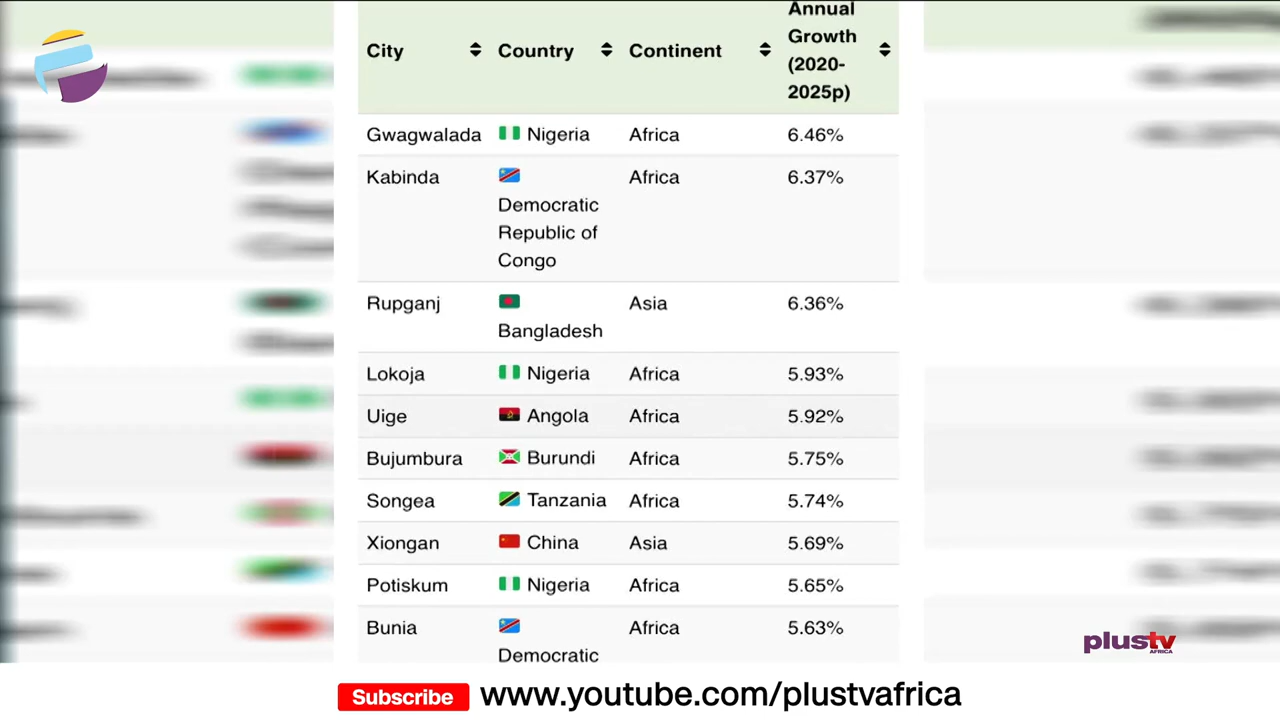 Annual
Growth
(2020-
2025p)
City Country Continent
Gwagwalada Nigeria Africa 6.46%
Kabinda Africa 6.37%
Democratic
Republic of
Congo
Rupganj Asia 6.36%
Bangladesh
Lokoja Nigeria Africa 5.93%
Uige Angola Africa 5.92%
Bujumbura Burundi Africa 5.75%
Songea Tanzania Africa 5.74%
Xiongan China Asia 5.69%
Potiskum Nigeria Africa 5.65%
Bunia Africa 5.63%
Democratic
plustv
AFRICA
Subscribe www.youtube.com/plustvafrica